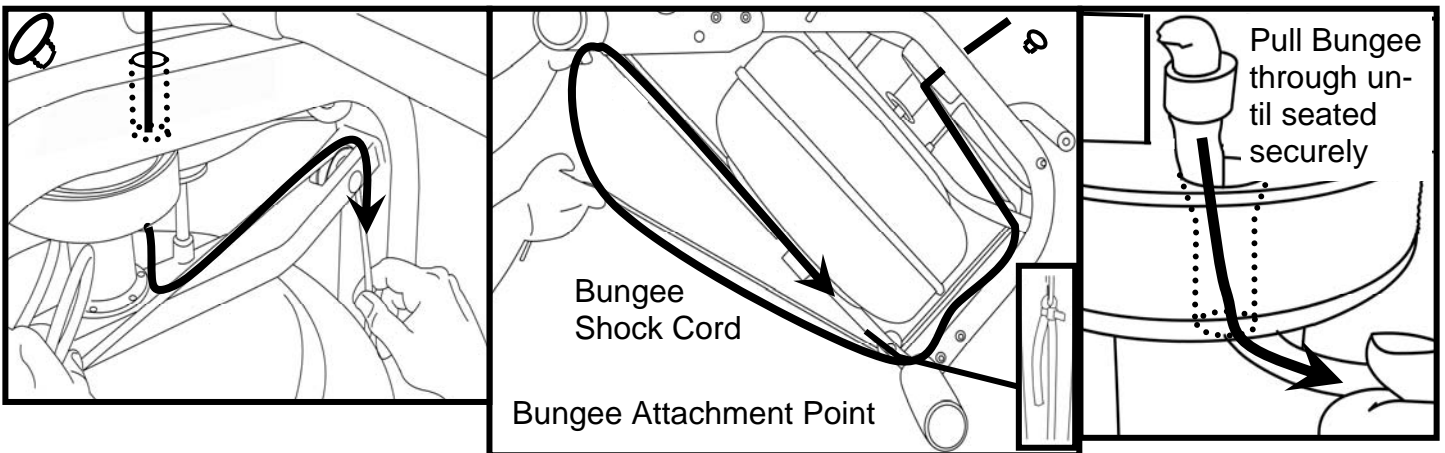 Bungee
Shock Cord
Bungee Attachment Point
Pull Bungee
through un-
til seated
securely